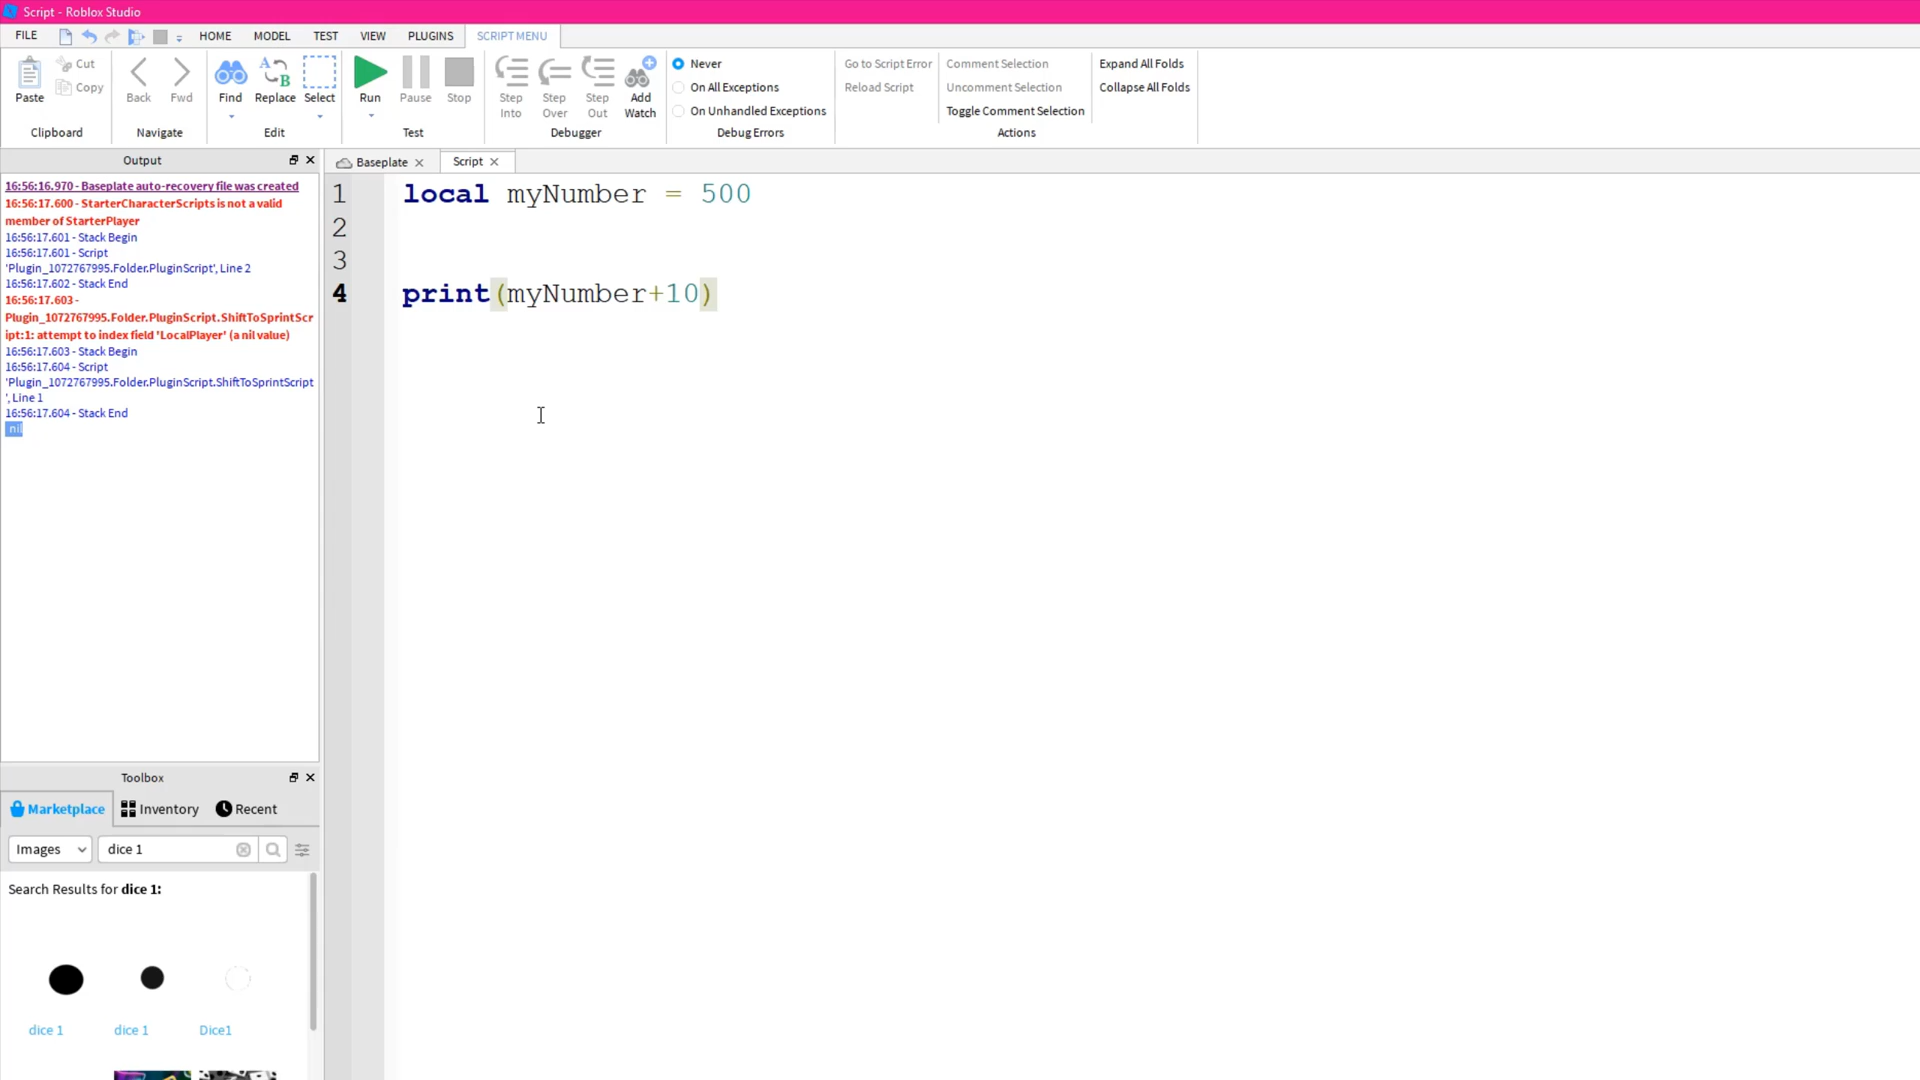 Script - Roblox Studio
FILE HOME MODEL TEST VIEW PLUGINS SCRIPT MENU
Paste
Cut
Copy
Clipboard
Back Fwd
Navigate
Find Replace Select
Edit
Run Pause Stop
Test
Step Into
Step Over
Step Out
Add Watch
Debugger
Never
On All Exceptions
On Unhandled Exceptions
Debug Errors
Go to Script Error
Reload Script
Comment Selection
Uncomment Selection
Toggle Comment Selection
Expand All Folds
Collapse All Folds
Actions
Output
16:56:16.970 - Baseplate auto-recovery file was created
16:56:17.600 - StarterCharacterScripts is not a valid
member of StarterPlayer
16:56:17.601 - Stack Begin
16:56:17.601 - Script
'Plugin_1072767995.Folder.PluginScript', Line 2
16:56:17.602 - Stack End
16:56:17.603 -
Plugin_1072767995.Folder.PluginScript.ShiftToSprintScr
ipt:1: attempt to index field 'LocalPlayer' (a nil value)
16:56:17.603 - Stack Begin
16:56:17.604 - Script
'Plugin_1072767995.Folder.PluginScript.ShiftToSprintScript
', Line 1
16:56:17.604 - Stack End
nil
Baseplate Script
1 local myNumber = 500
2
3
4 print(myNumber+10)
Toolbox
Marketplace Inventory Recent
Images dice 1
Search Results for dice 1:
dice 1 dice 1 Dice1